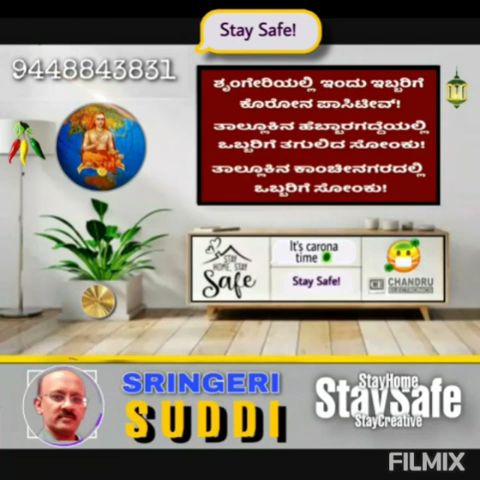 Stay Safe!
9448843831
ಶೃಂಗೇರಿಯಲ್ಲಿ ಇಂದು ಇಬ್ಬರಿಗೆ
ಕೊರೋನ ಪಾಸಿಟೀವ್!
ತಾಲ್ಲೂಕಿನ ಹೆಬ್ಬಾರಗದ್ದೆಯಲ್ಲಿ
ಒಬ್ಬರಿಗೆ ತಗುಲಿದ ಸೋಂಕು!
ತಾಲ್ಲೂಕಿನ ಕಾಂಚೀನಗರದಲ್ಲಿ
ಒಬ್ಬರಿಗೆ ಸೋಂಕು!
STAY
HOME, STAY
Safe
It's carona
time
Stay Safe!
CHANDRU
SRINGERI
SUDDI
StayHome
StaySafe
StayCreative
FILMIX